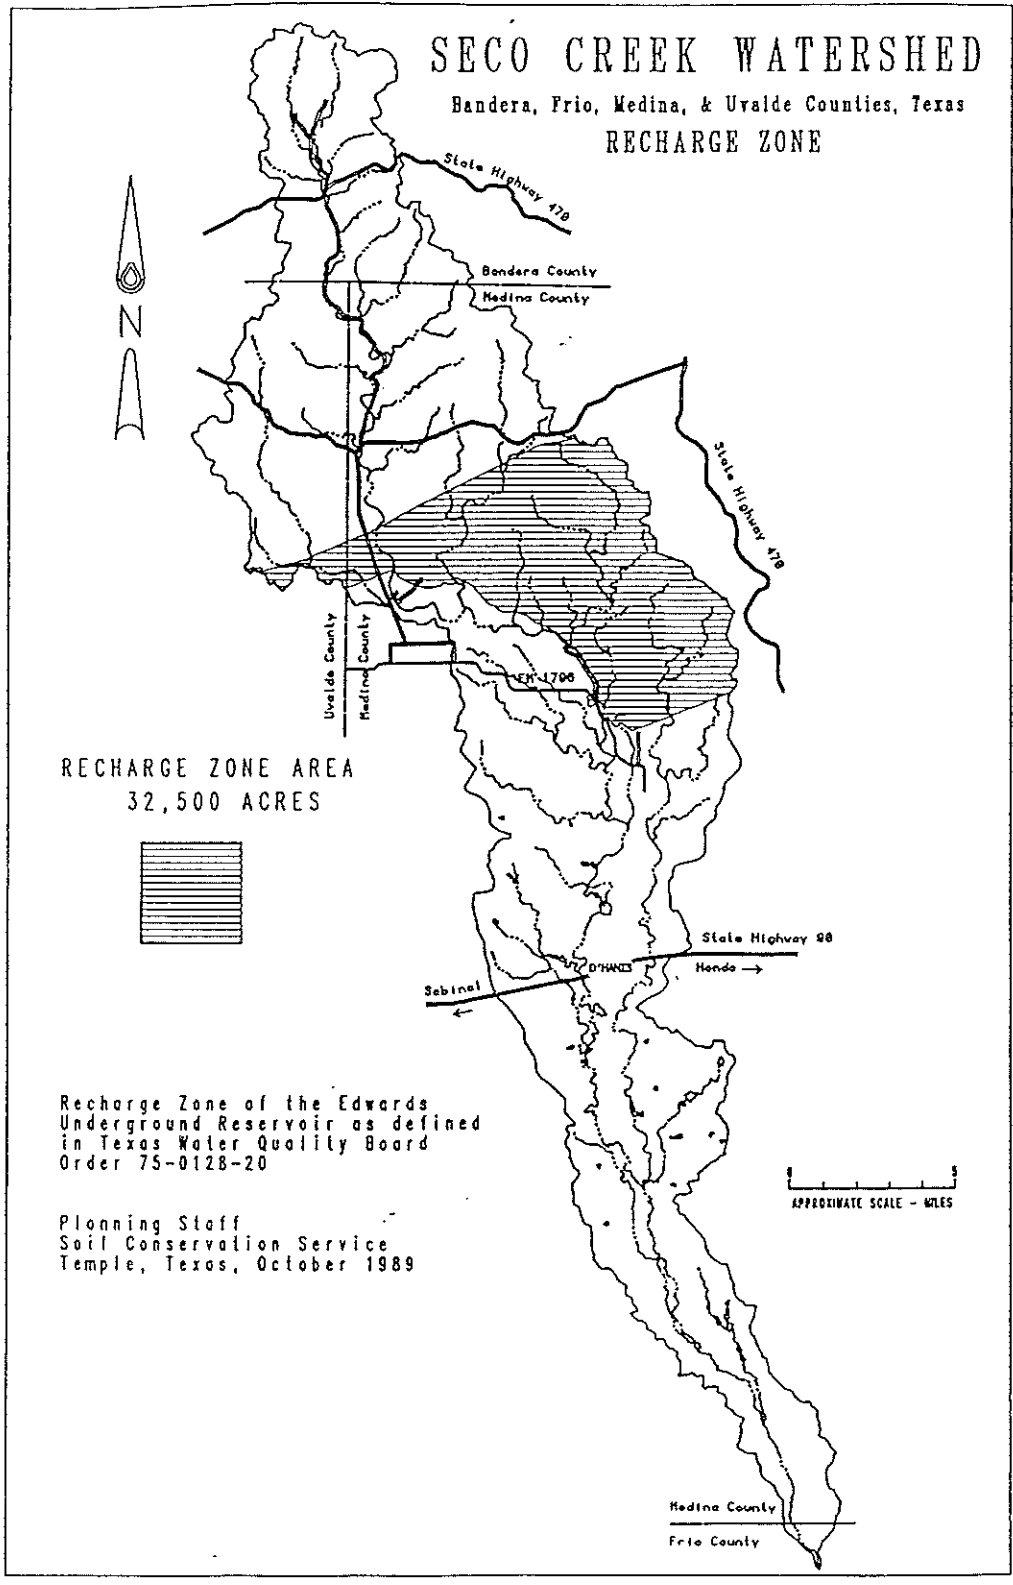 SECO CREEK WATERSHED
Bandera, Frio, Medina, & Uvalde Counties, Texas
RECHARGE ZONE
State Highway 470
N
Bandera County
Medina County
State Highway 470
Uvalde County
Medina County
FM 1796
RECHARGE ZONE AREA
32,500 ACRES
State Highway 90
D'HANIS
Hondo →
Sabinal
←
Recharge Zone of the Edwards
Underground Reservoir as defined
in Texas Water Quality Board
Order 75-0128-20
0 5
APPROXIMATE SCALE - MILES
Planning Staff
Soil Conservation Service
Temple, Texas, October 1989
Medina County
Frio County